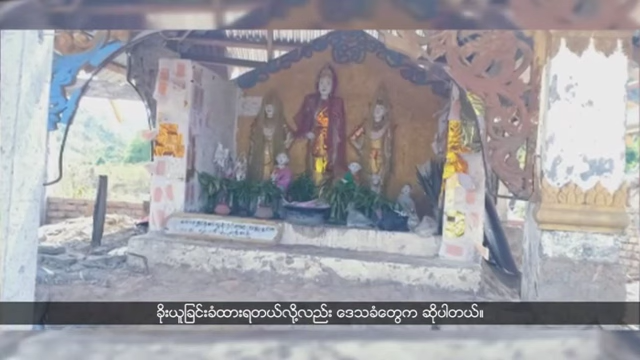 ခိုးယူခြင်းခံထားရတယ်လို့လည်း ဒေသခံတွေက ဆိုပါတယ်။